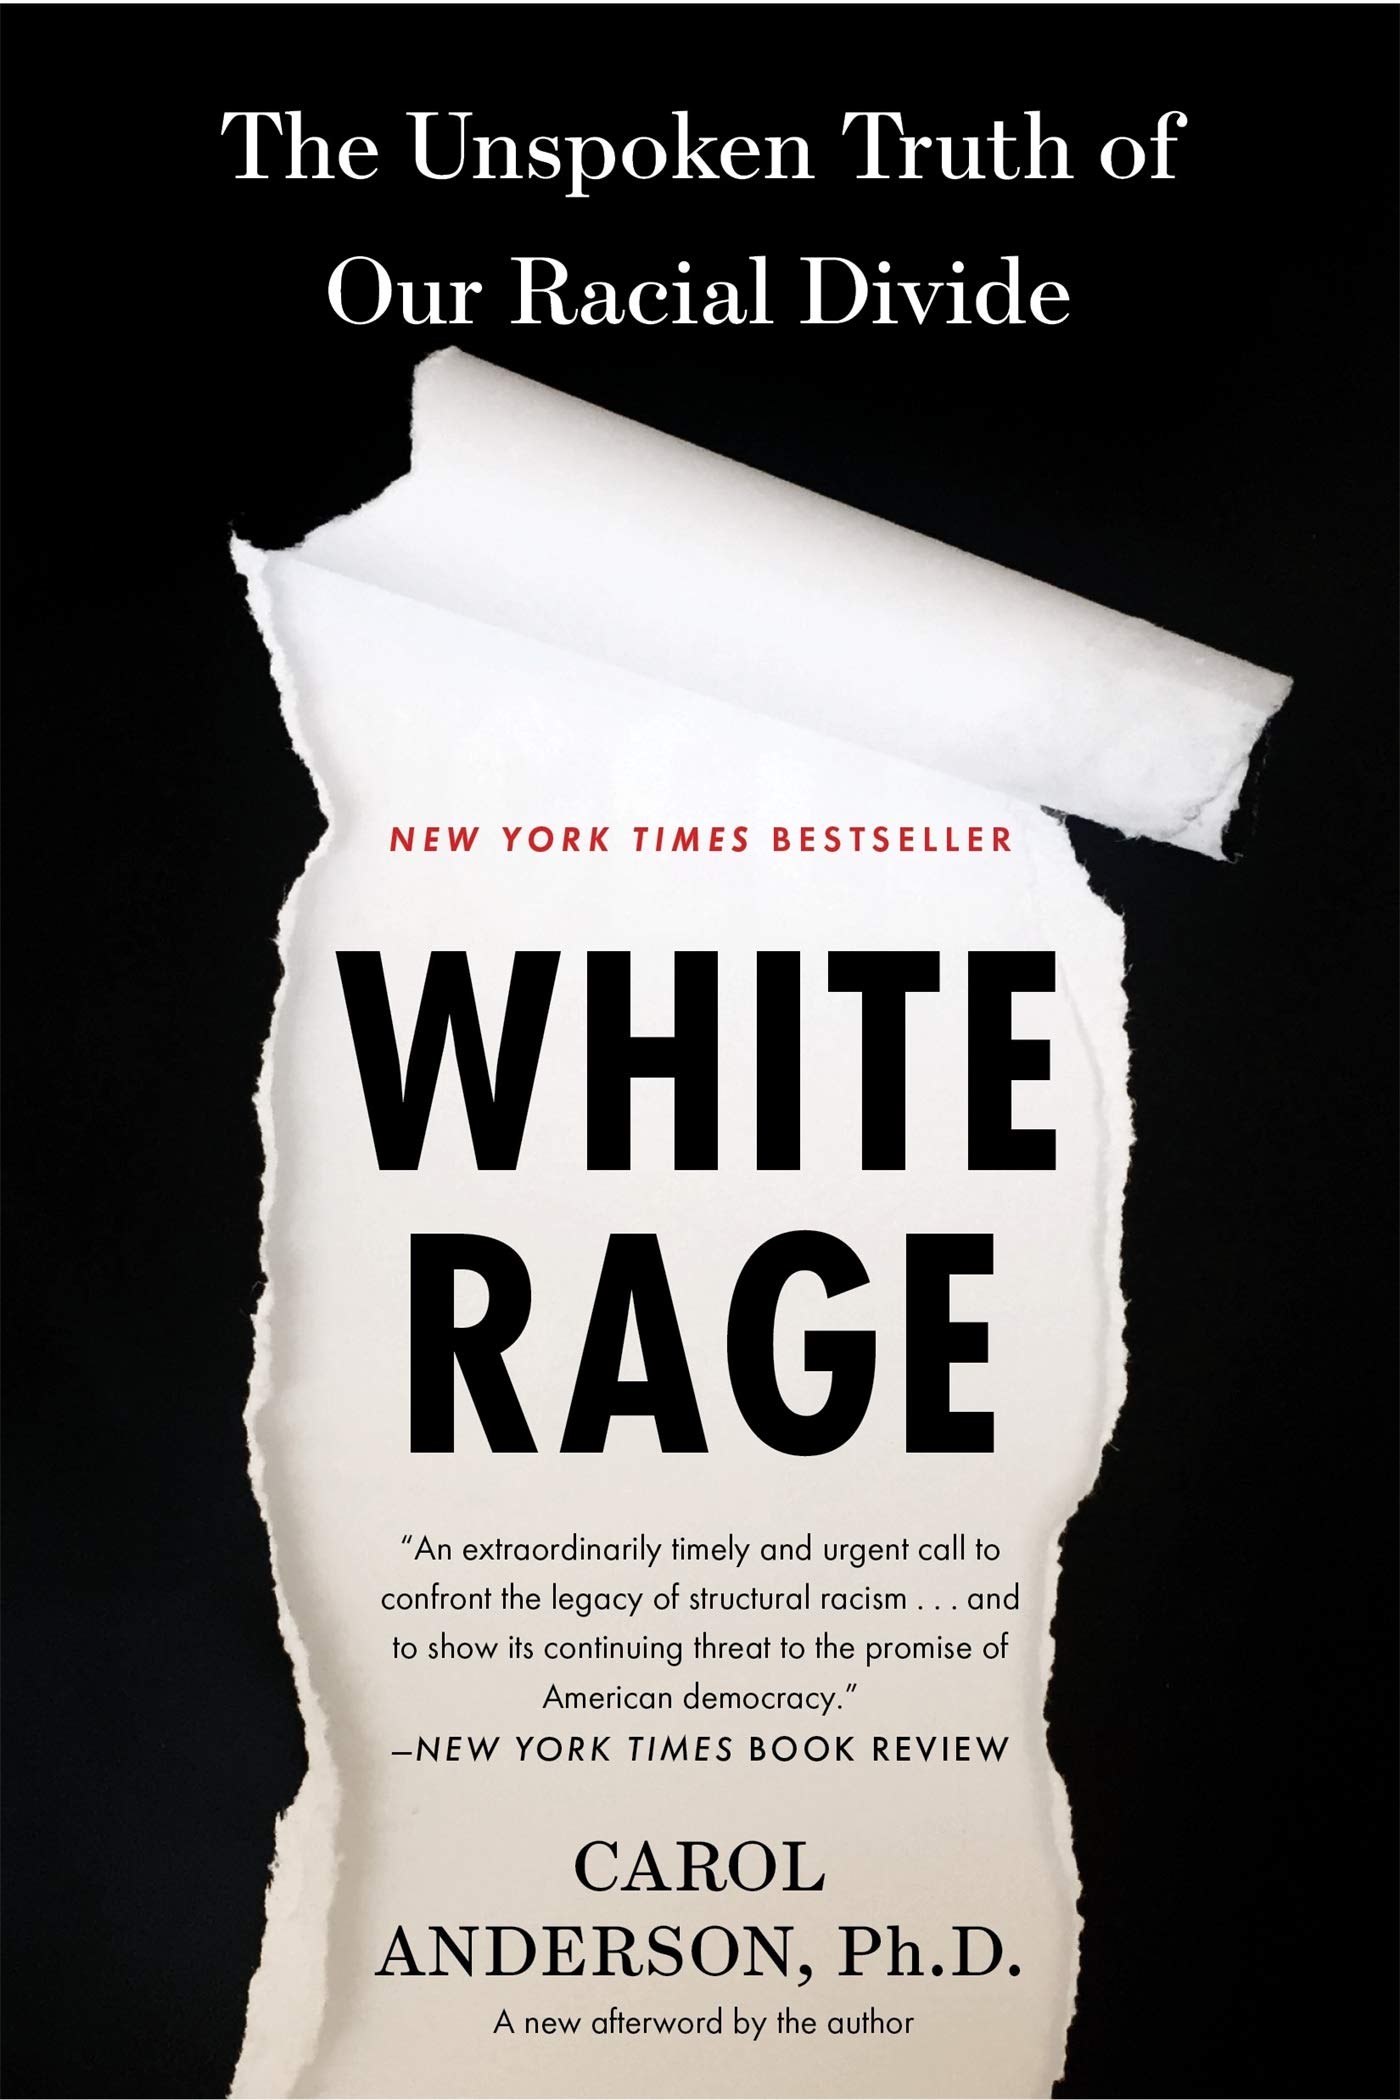 The Unspoken Truth of
Our Racial Divide
NEW YORK TIMES BESTSELLER
WHITE
RAGE
“An extraordinarily timely and urgent call to
confront the legacy of structural racism . . . and
to show its continuing threat to the promise of
American democracy.”
—NEW YORK TIMES BOOK REVIEW
CAROL
ANDERSON, Ph.D.
A new afterword by the author